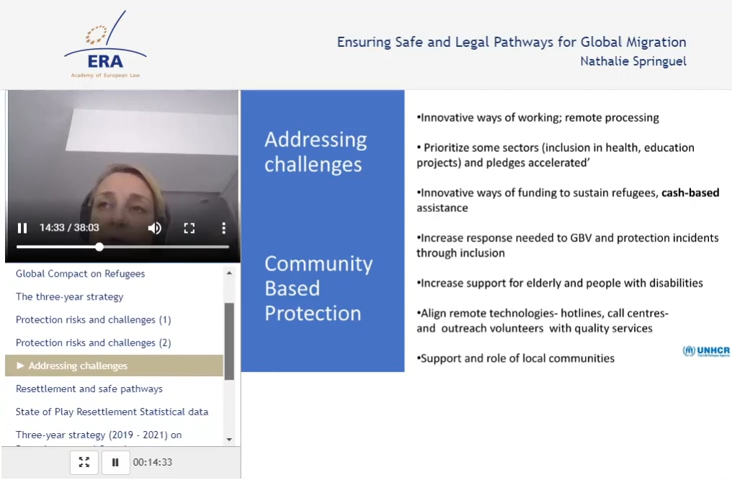 ERA
Academy of European Law
Ensuring Safe and Legal Pathways for Global Migration
Nathalie Springuel
14:33 / 38:03
Global Compact on Refugees
The three-year strategy
Protection risks and challenges (1)
Protection risks and challenges (2)
► Addressing challenges
Resettlement and safe pathways
State of Play Resettlement Statistical data
Three-year strategy (2019 - 2021) on
00:14:33
Addressing
challenges
Community
Based
Protection
•Innovative ways of working; remote processing
• Prioritize some sectors (inclusion in health, education
projects) and pledges accelerated’
•Innovative ways of funding to sustain refugees, cash-based
assistance
•Increase response needed to GBV and protection incidents
through inclusion
•Increase support for elderly and people with disabilities
•Align remote technologies- hotlines, call centres-
and outreach volunteers with quality services
•Support and role of local communities
UNHCR